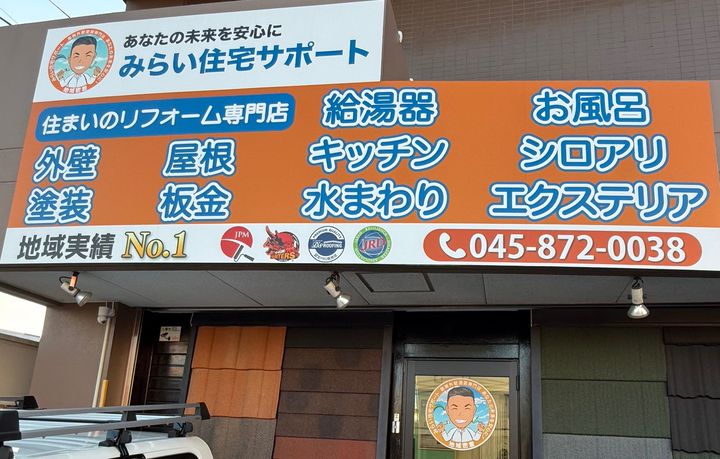 あなたの未来を安心に
みらい住宅サポート
住まいのリフォーム専門店
給湯器
お風呂
外壁
屋根
キッチン
シロアリ
塗装
板金
水まわり
エクステリア
地域実績 No.1
JPM
JRP
045-872-0038